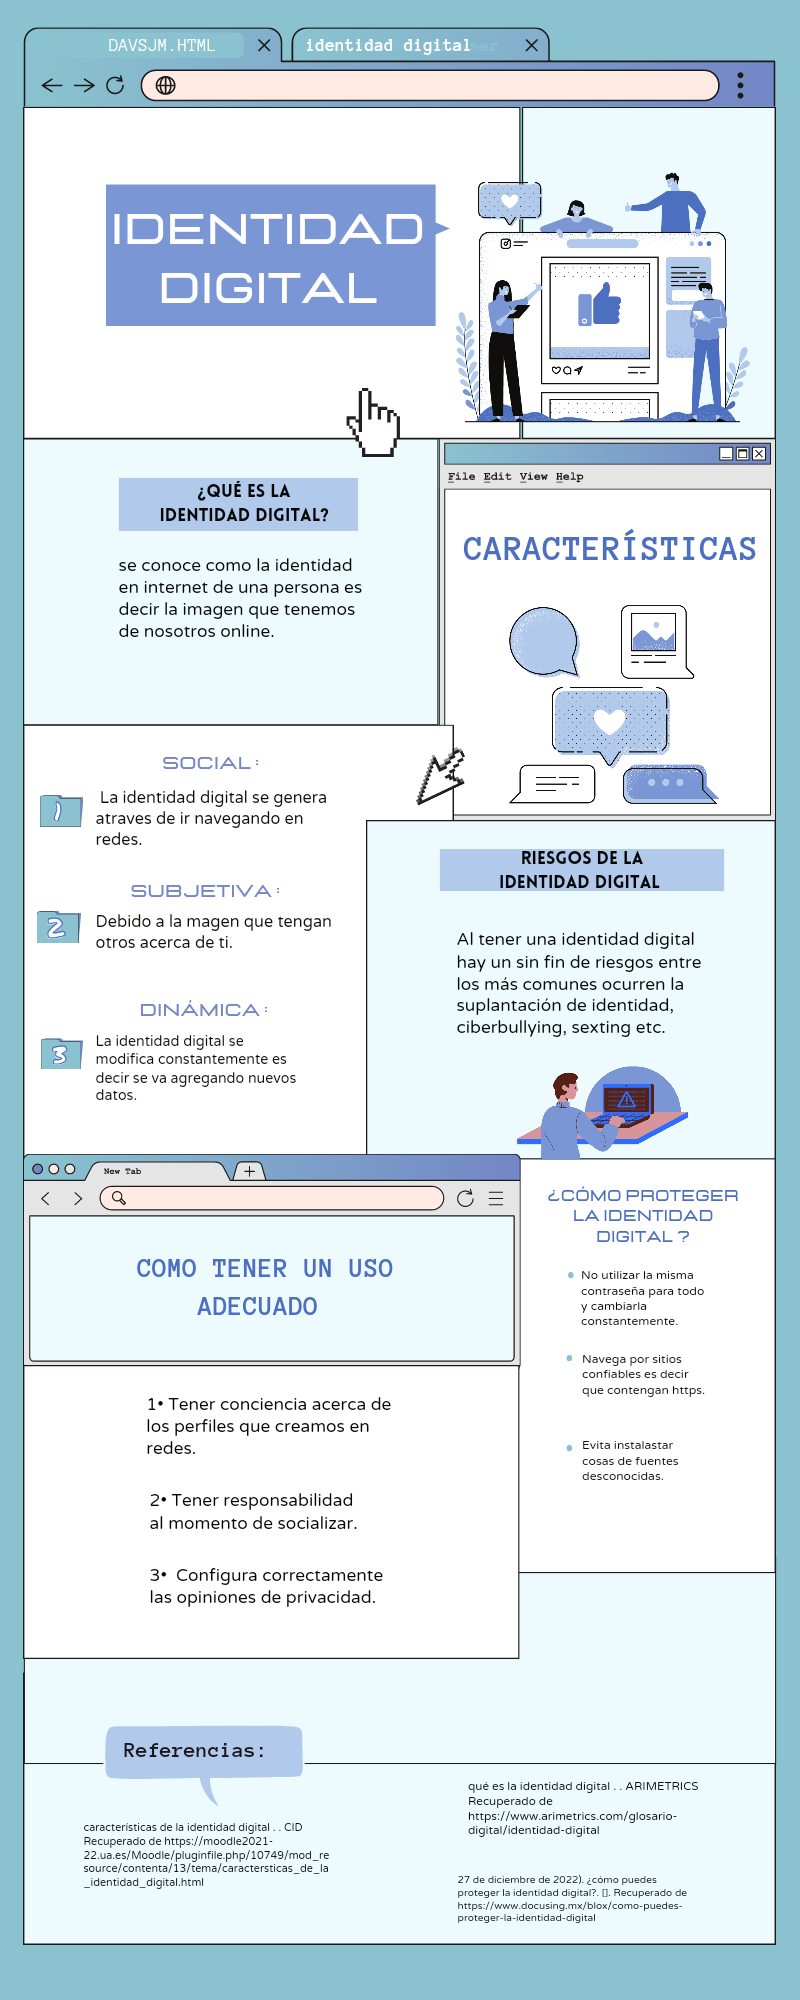 DAVSJM.HTML
identidad digital
IDENTIDAD
DIGITAL
¿QUÉ ES LA
IDENTIDAD DIGITAL?
se conoce como la identidad
en internet de una persona es
decir la imagen que tenemos
de nosotros online.
File Edit View Help
CARACTERÍSTICAS
SOCIAL:
1
La identidad digital se genera
atraves de ir navegando en
redes.
SUBJETIVA:
2
Debido a la magen que tengan
otros acerca de ti.
DINÁMICA:
3
La identidad digital se
modifica constantemente es
decir se va agregando nuevos
datos.
RIESGOS DE LA
IDENTIDAD DIGITAL
Al tener una identidad digital
hay un sin fin de riesgos entre
los más comunes ocurren la
suplantación de identidad,
ciberbullying, sexting etc.
New Tab
COMO TENER UN USO
ADECUADO
1• Tener conciencia acerca de
los perfiles que creamos en
redes.
2• Tener responsabilidad
al momento de socializar.
3• Configura correctamente
las opiniones de privacidad.
¿CÓMO PROTEGER
LA IDENTIDAD
DIGITAL ?
• No utilizar la misma
contraseña para todo
y cambiarla
constantemente.
• Navega por sitios
confiables es decir
que contengan https.
• Evita instalastar
cosas de fuentes
desconocidas.
Referencias:
características de la identidad digital . . CID
Recuperado de https://moodle2021-
22.ua.es/Moodle/pluginfile.php/10749/mod_re
source/contenta/13/tema/caractersticas_de_la
_identidad_digital.html
qué es la identidad digital . . ARIMETRICS
Recuperado de
https://www.arimetrics.com/glosario-
digital/identidad-digital
27 de diciembre de 2022). ¿cómo puedes
proteger la identidad digital?. []. Recuperado de
https://www.docusing.mx/blox/como-puedes-
proteger-la-identidad-digital